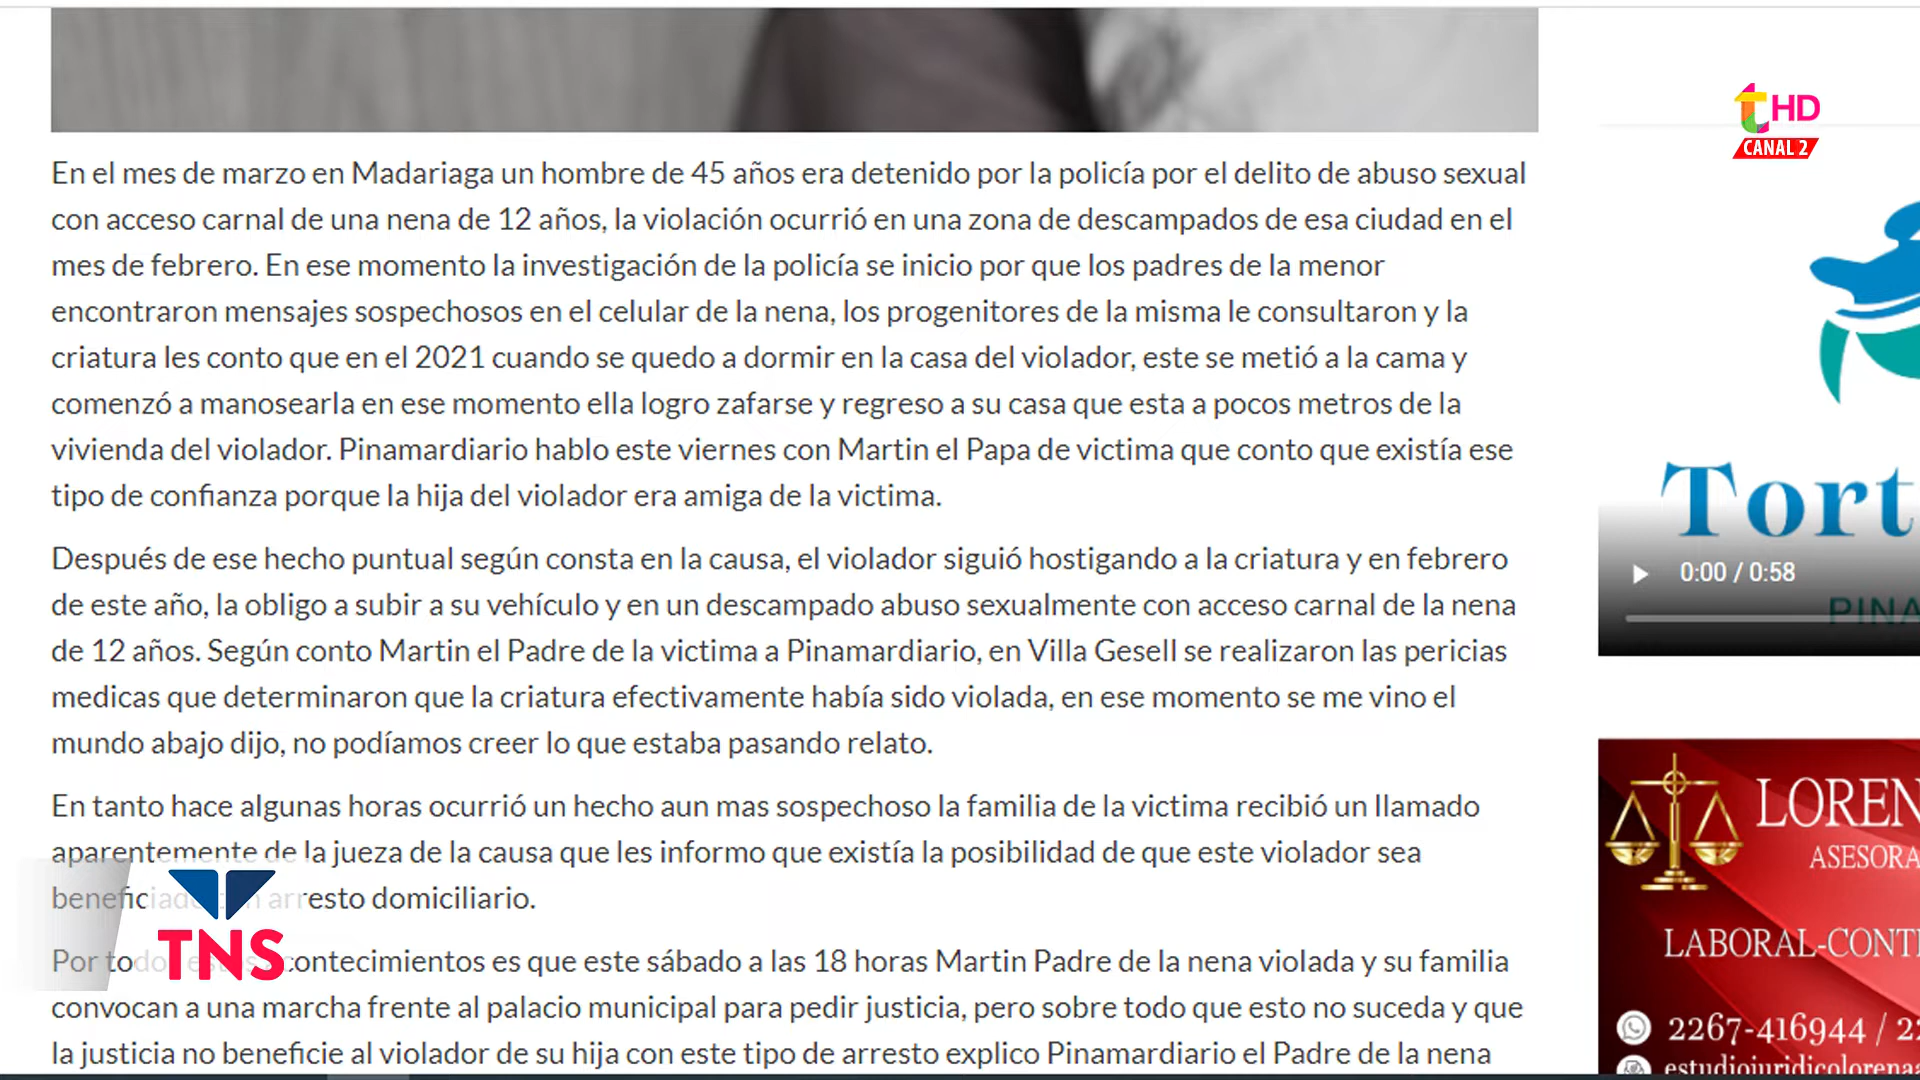 HD
CANAL 2
En el mes de marzo en Madariaga un hombre de 45 años era detenido por la policía por el delito de abuso sexual
con acceso carnal de una nena de 12 años, la violación ocurrió en una zona de descampados de esa ciudad en el
mes de febrero. En ese momento la investigación de la policía se inicio por que los padres de la menor
encontraron mensajes sospechosos en el celular de la nena, los progenitores de la misma le consultaron y la
criatura les conto que en el 2021 cuando se quedo a dormir en la casa del violador, este se metió a la cama y
comenzó a manosearla en ese momento ella logro zafarse y regreso a su casa que esta a pocos metros de la
vivienda del violador. Pinamardiario hablo este viernes con Martin el Papa de victima que conto que existía ese
tipo de confianza porque la hija del violador era amiga de la victima.
Después de ese hecho puntual según consta en la causa, el violador siguió hostigando a la criatura y en febrero
de este año, la obligo a subir a su vehículo y en un descampado abuso sexualmente con acceso carnal de la nena
de 12 años. Según conto Martin el Padre de la victima a Pinamardiario, en Villa Gesell se realizaron las pericias
medicas que determinaron que la criatura efectivamente había sido violada, en ese momento se me vino el
mundo abajo dijo, no podíamos creer lo que estaba pasando relato.
En tanto hace algunas horas ocurrió un hecho aun mas sospechoso la familia de la victima recibió un llamado
aparentemente de la jueza de la causa que les informo que existía la posibilidad de que este violador sea
arresto domiciliario.
Por contecimientos es que este sábado a las 18 horas Martin Padre de la nena violada y su familia
convocan a una marcha frente al palacio municipal para pedir justicia, pero sobre todo que esto no suceda y que
la justicia no beneficie al violador de su hija con este tipo de arresto explico Pinamardiario el Padre de la nena
TNS
Tort
0:00 / 0:58
PINA
LOREN
ASESORA
LABORAL-CONT
2267-416944 / 22
estudiojuridicolorena